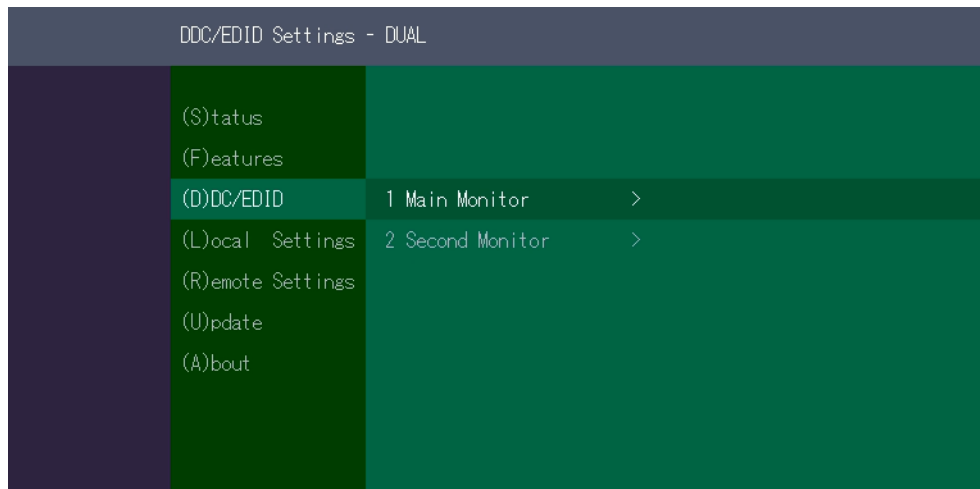 DDC/EDID Settings - DUAL
(S)tatus
(F)eatures
(D)DC/EDID 1 Main Monitor >
(L)ocal Settings 2 Second Monitor >
(R)emote Settings
(U)pdate
(A)bout